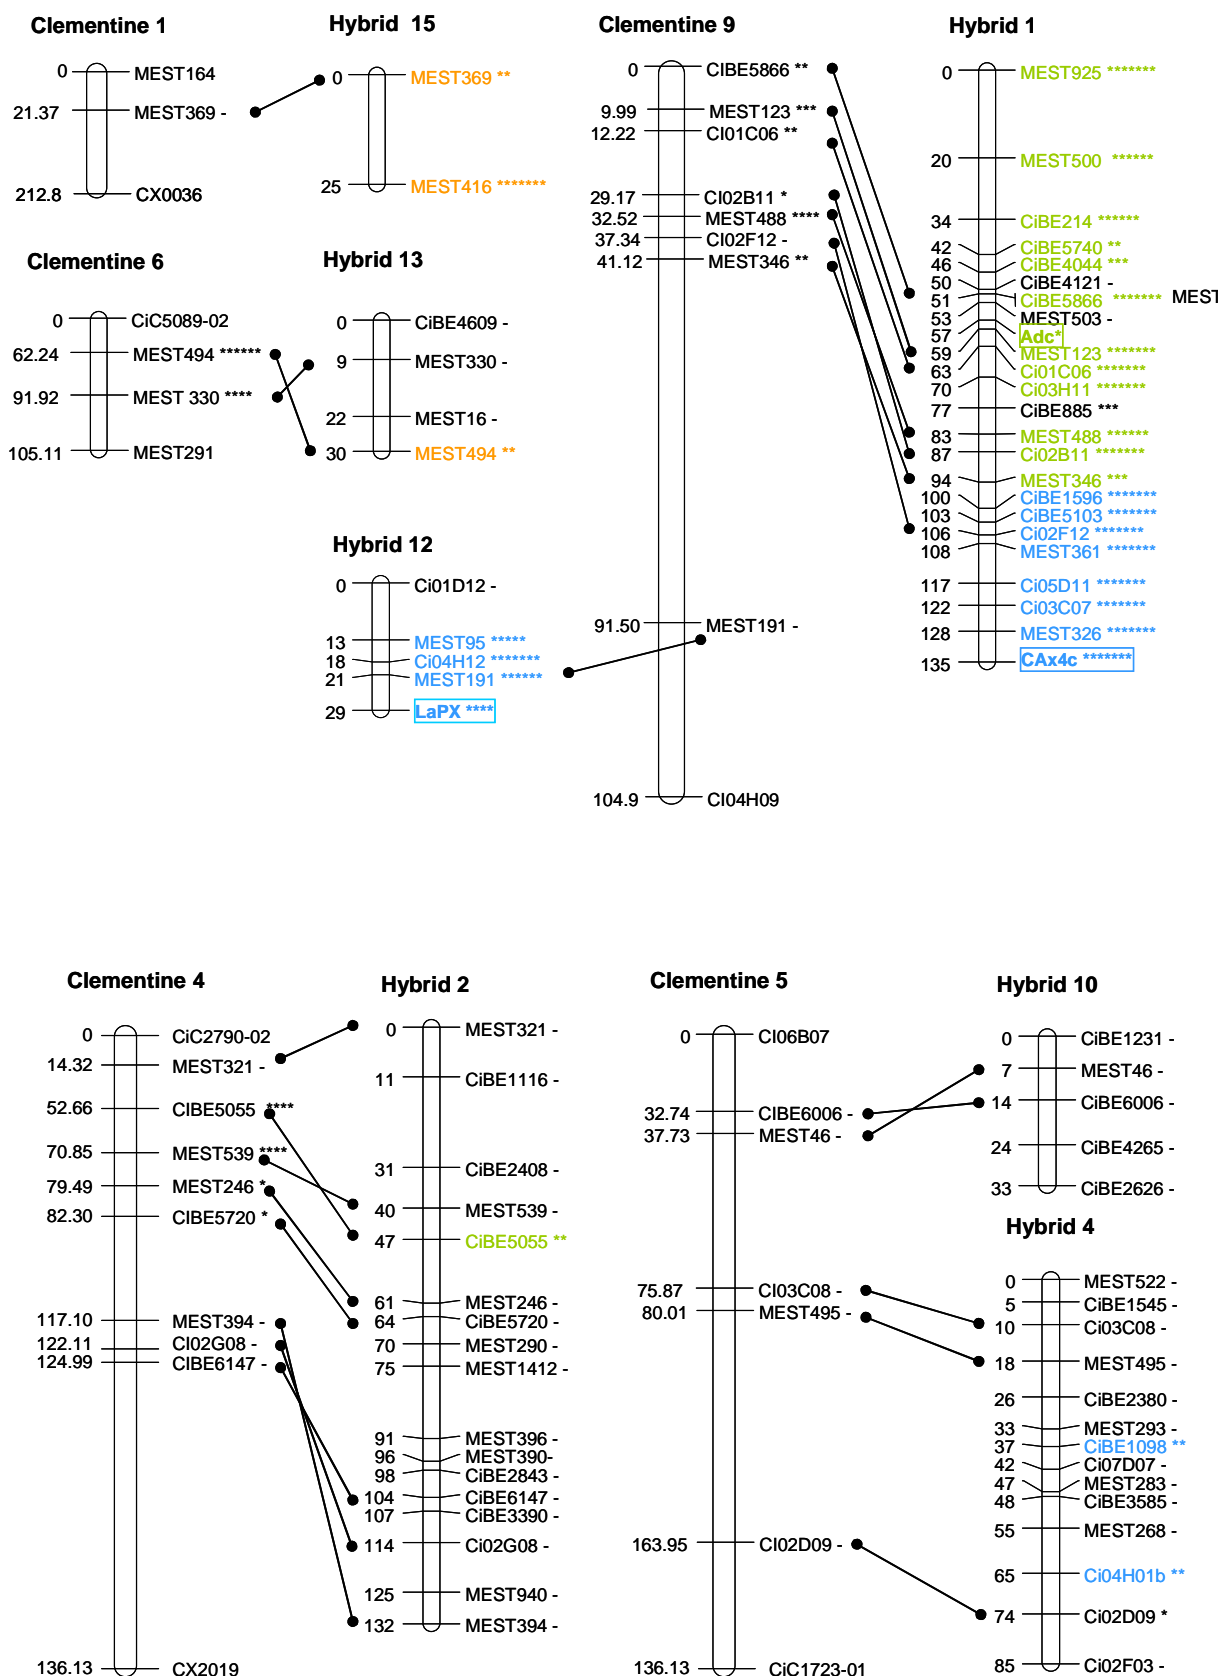 Clementine 1
0 MEST164
21.37 MEST369 -
212.8 CX0036
Hybrid 15
0 MEST369 **
25 MEST416 *******
Clementine 6
0 CiC5089-02
62.24 MEST494 ******
91.92 MEST 330 ****
105.11 MEST291
Hybrid 13
0 CiBE4609 -
9 MEST330 -
22 MEST16 -
30 MEST494 **
Hybrid 12
0 Ci01D12 -
13 MEST95 *****
18 Ci04H12 *******
21 MEST191 ******
29 LaPX ****
Clementine 9
0 CIBE5866 **
9.99 MEST123 ***
12.22 CI01C06 **
29.17 CI02B11 *
32.52 MEST488 ****
37.34 CI02F12 -
41.12 MEST346 **
91.50 MEST191 -
104.9 CI04H09
Hybrid 1
0 MEST925 *******
20 MEST500 ******
34 CiBE214 ******
42 CiBE5740 **
46 CiBE4044 ***
50 CiBE4121 -
51 CiBE5866 ******* MEST
53 MEST503 -
57 Adc*
59 MEST123 *******
63 Ci01C06 *******
70 Ci03H11 *******
77 CiBE885 ***
83 MEST488 ******
87 Ci02B11 *******
94 MEST346 ***
100 CiBE1596 *******
103 CiBE5103 *******
106 Ci02F12 *******
108 MEST361 *******
117 Ci05D11 *******
122 Ci03C07 *******
128 MEST326 *******
135 CAx4c *******
Clementine 4
0 CiC2790-02
14.32 MEST321 -
52.66 CIBE5055 ****
70.85 MEST539 ****
79.49 MEST246 *
82.30 CIBE5720 *
117.10 MEST394 -
122.11 CI02G08 -
124.99 CIBE6147 -
136.13 CX2019
Hybrid 2
0 MEST321 -
11 CiBE1116 -
31 CiBE2408 -
40 MEST539 -
47 CiBE5055 **
61 MEST246 -
64 CiBE5720 -
70 MEST290 -
75 MEST1412 -
91 MEST396 -
96 MEST390-
98 CiBE2843 -
104 CiBE6147 -
107 CiBE3390 -
114 Ci02G08 -
125 MEST940 -
132 MEST394 -
Clementine 5
0 CI06B07
32.74 CIBE6006 -
37.73 MEST46 -
75.87 CI03C08 -
80.01 MEST495 -
163.95 CI02D09 -
136.13 CiC1723-01
Hybrid 10
0 CiBE1231 -
7 MEST46 -
14 CiBE6006 -
24 CiBE4265 -
33 CiBE2626 -
Hybrid 4
0 MEST522 -
5 CiBE1545 -
10 Ci03C08 -
18 MEST495 -
26 CiBE2380 -
33 MEST293 -
37 CiBE1098 **
42 Ci07D07 -
47 MEST283 -
48 CiBE3585 -
55 MEST268 -
65 Ci04H01b **
74 Ci02D09 *
85 Ci02F03 -